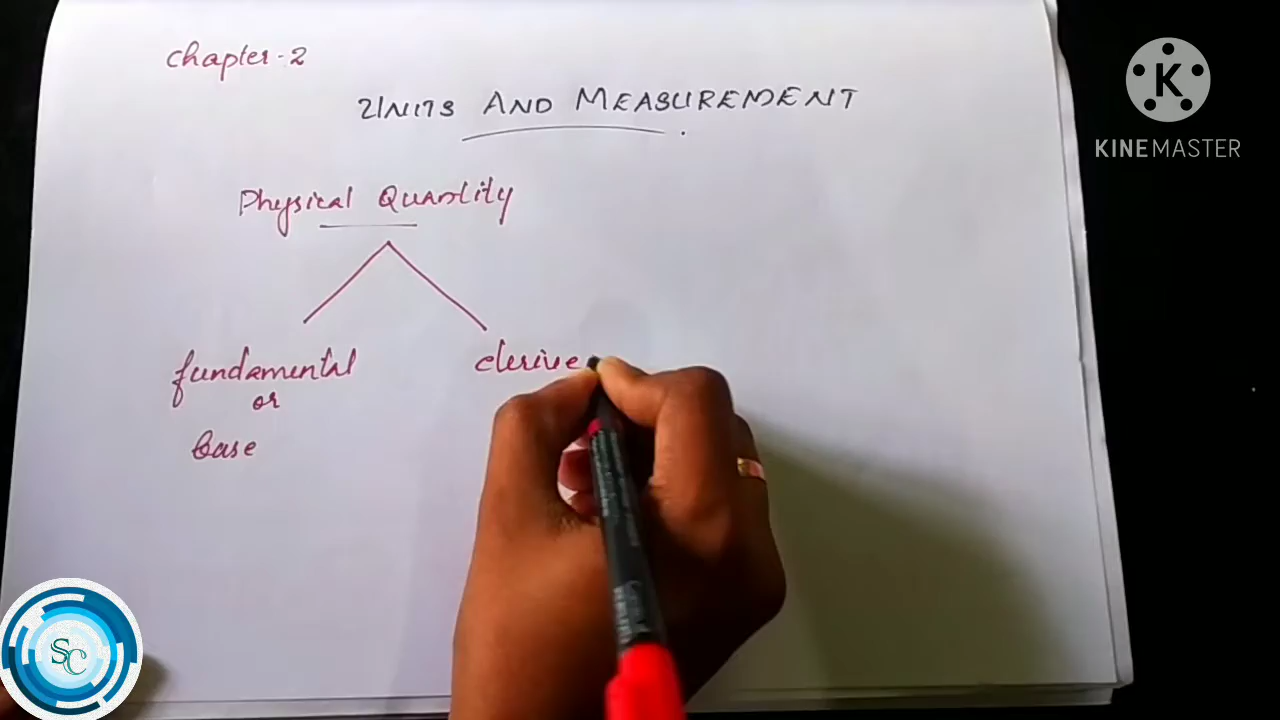 chapter-2
UNITS AND MEASUREMENT
Physical Quantity
fundamental derive
or
base
K
KINEMASTER
SC